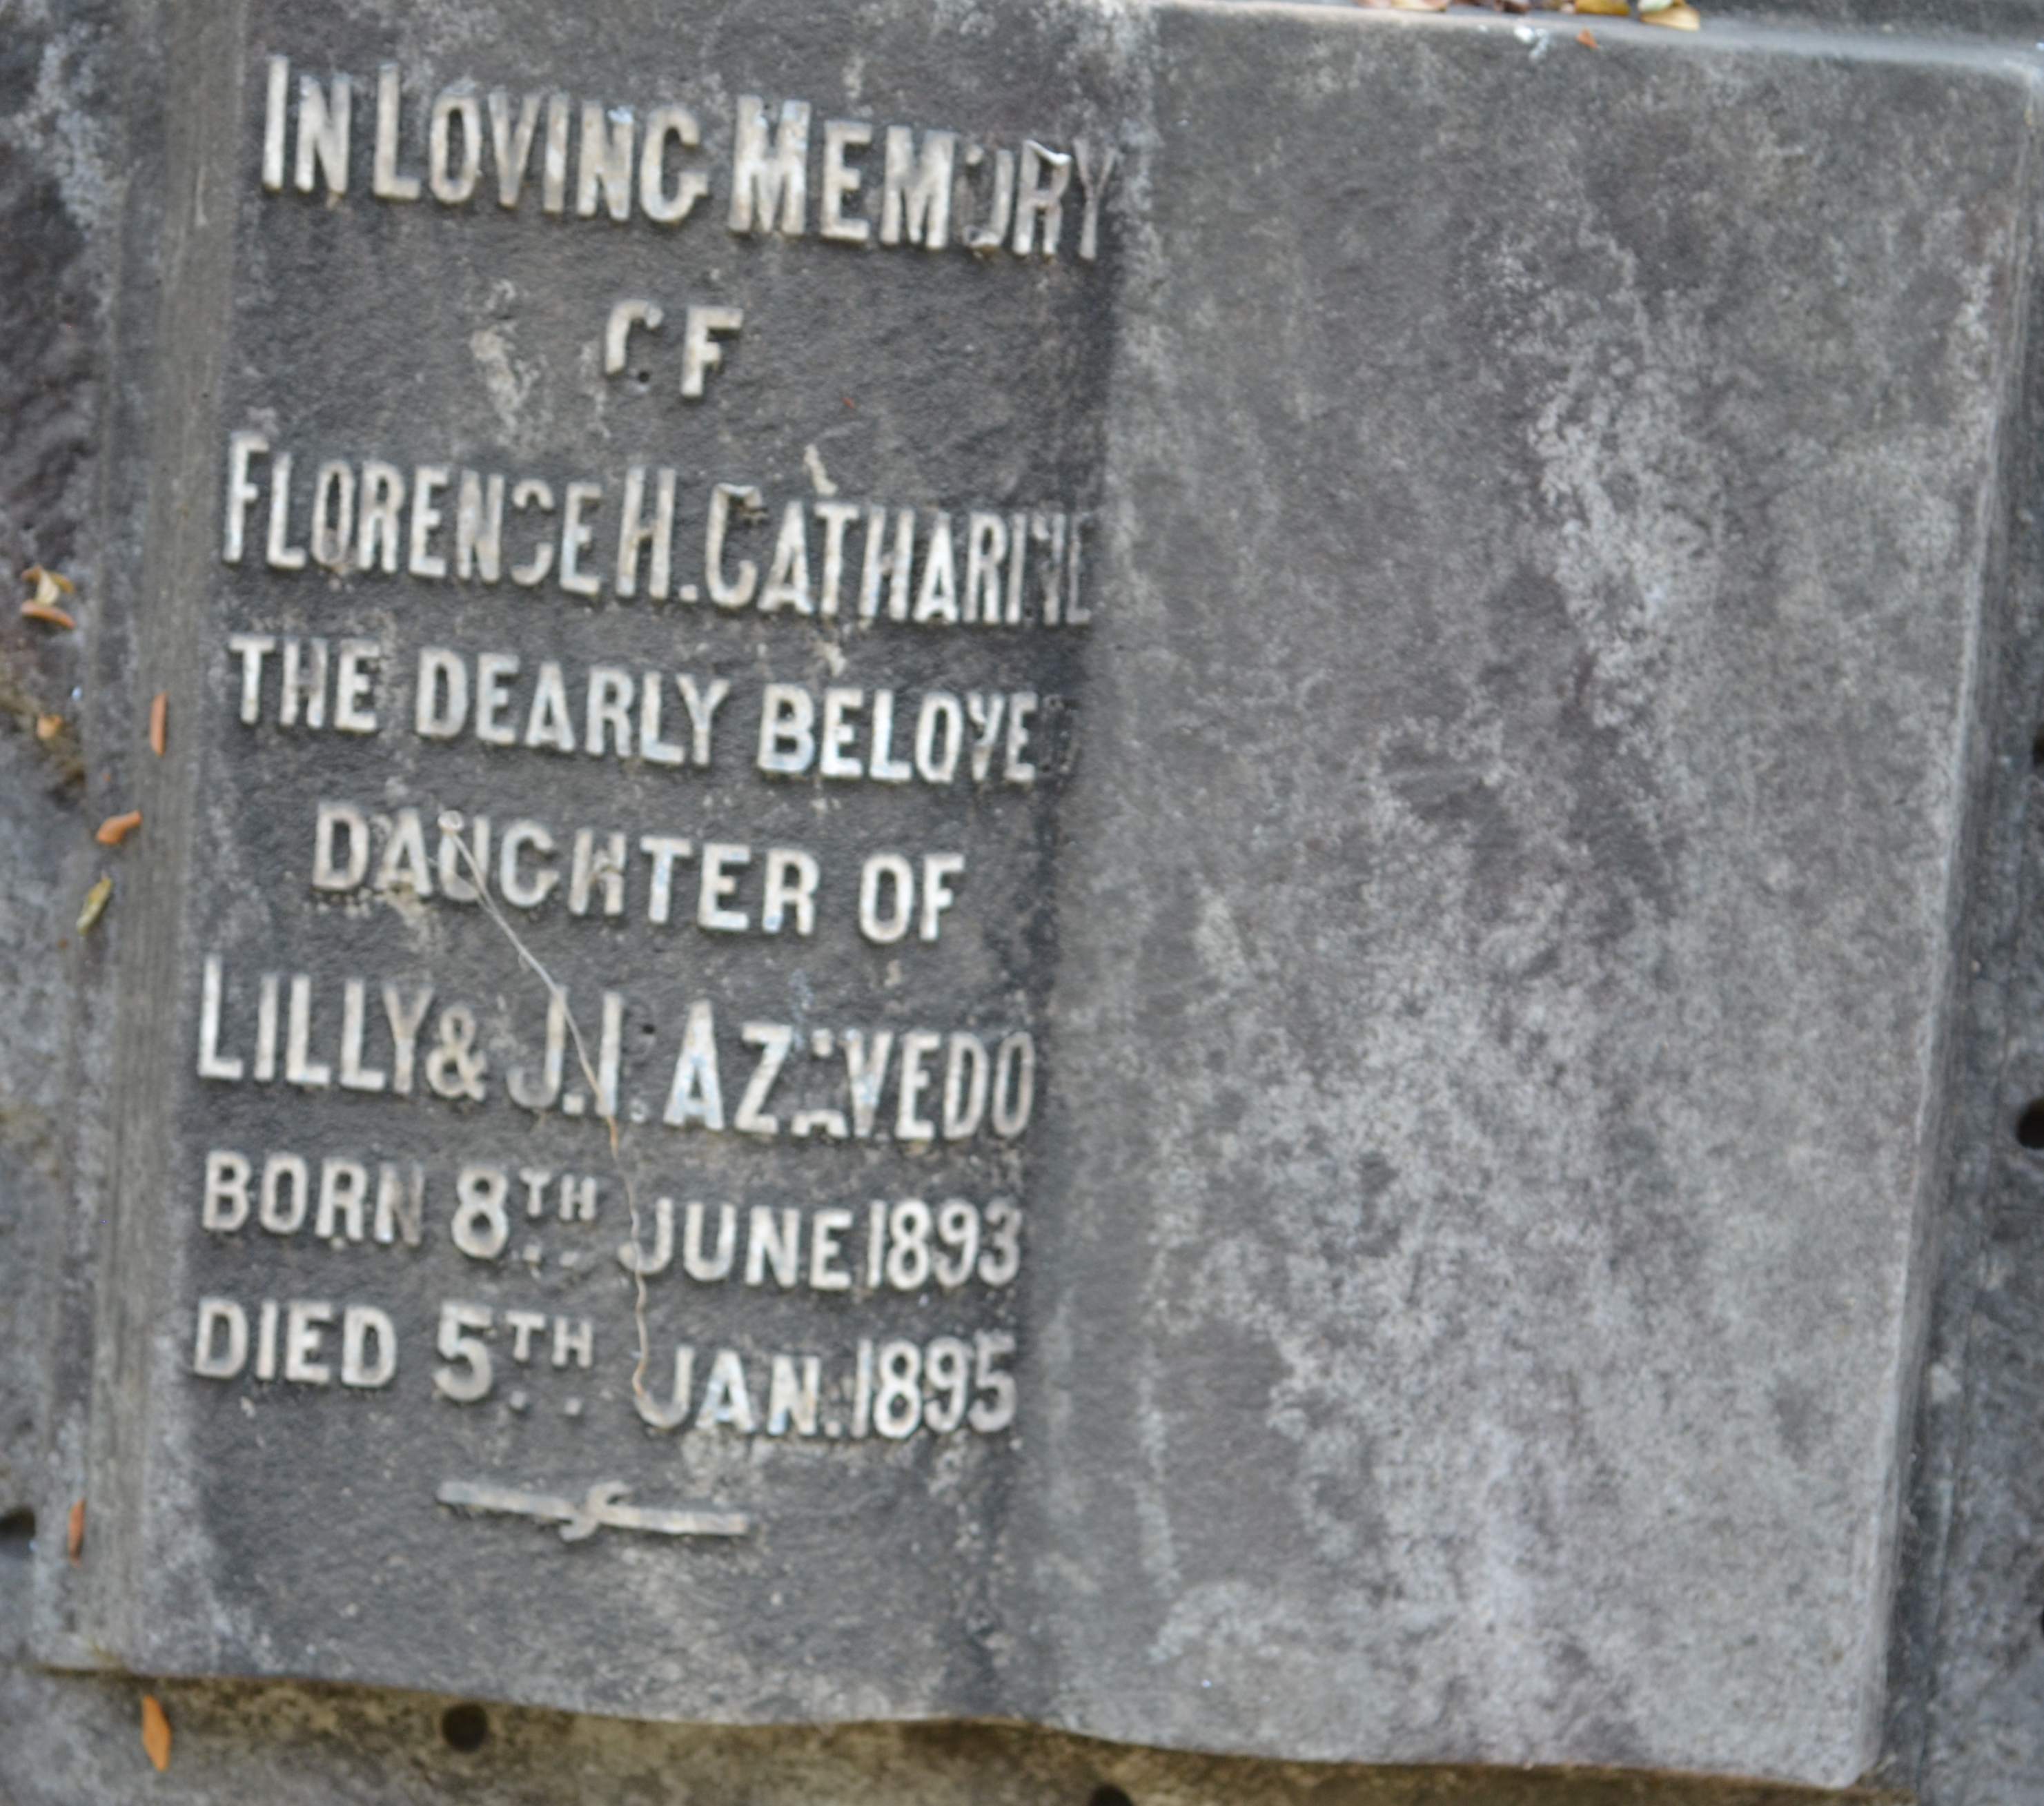 IN LOVING MEMORY
OF
FLORENCE H. CATHARINE
THE DEARLY BELOVED
DAUGHTER OF
LILLY & J.I. AZAVEDO
BORN 8TH JUNE 1893
DIED 5TH JAN. 1895